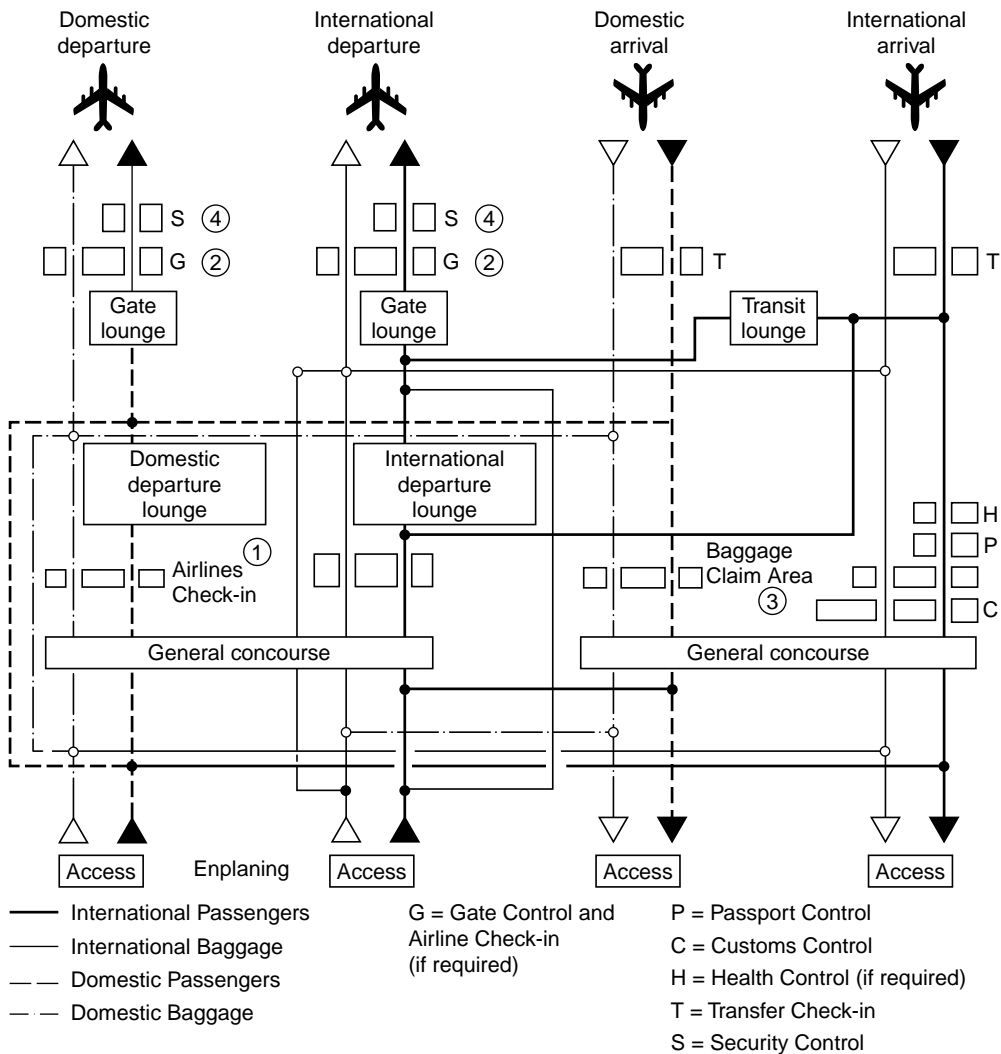 Domestic
departure
International
departure
Domestic
arrival
International
arrival
S 4
S 4
G 2
G 2
T
T
Gate
lounge
Gate
lounge
Transit
lounge
Domestic
departure
lounge
International
departure
lounge
H
P
1
Airlines
Check-in
Baggage
Claim Area
3
C
General concourse
General concourse
Access
Enplaning
Access
Access
Access
International Passengers
International Baggage
Domestic Passengers
Domestic Baggage
G = Gate Control and
Airline Check-in
(if required)
P = Passport Control
C = Customs Control
H = Health Control (if required)
T = Transfer Check-in
S = Security Control